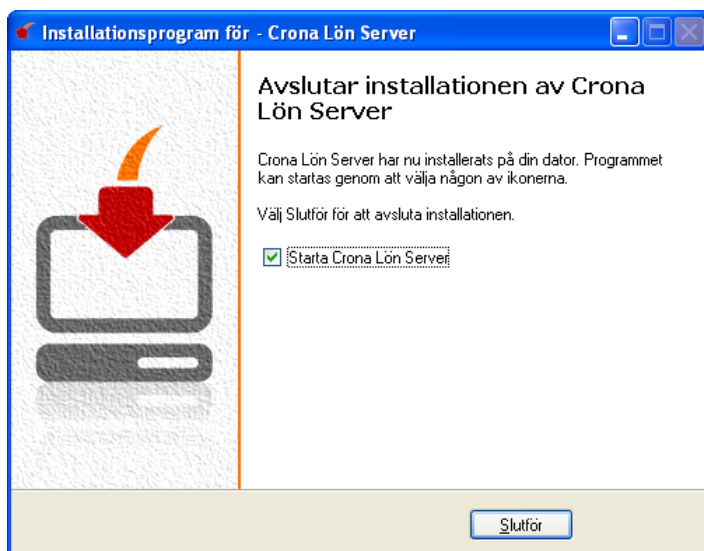 Installationsprogram för - Crona Lön Server
Avslutar installationen av Crona
Lön Server
Crona Lön Server har nu installerats på din dator. Programmet
kan startas genom att välja någon av ikonerna.
Välj Slutför för att avsluta installationen.
Starta Crona Lön Server
Slutför